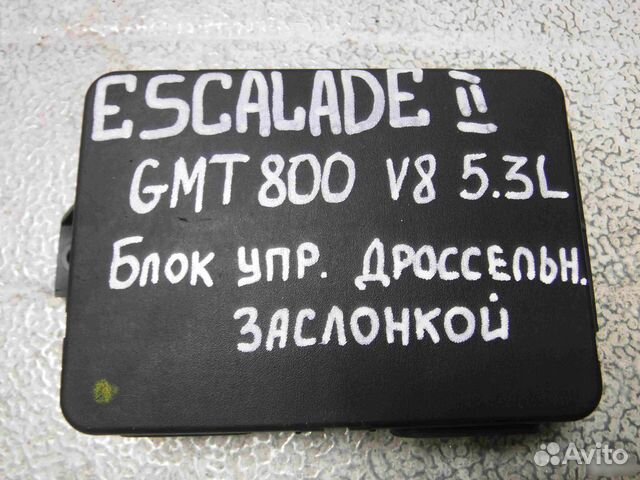 ESCALADE II
GMT 800 V8 5.3L
Блок упр. дроссельн.
заслонкой
Avito